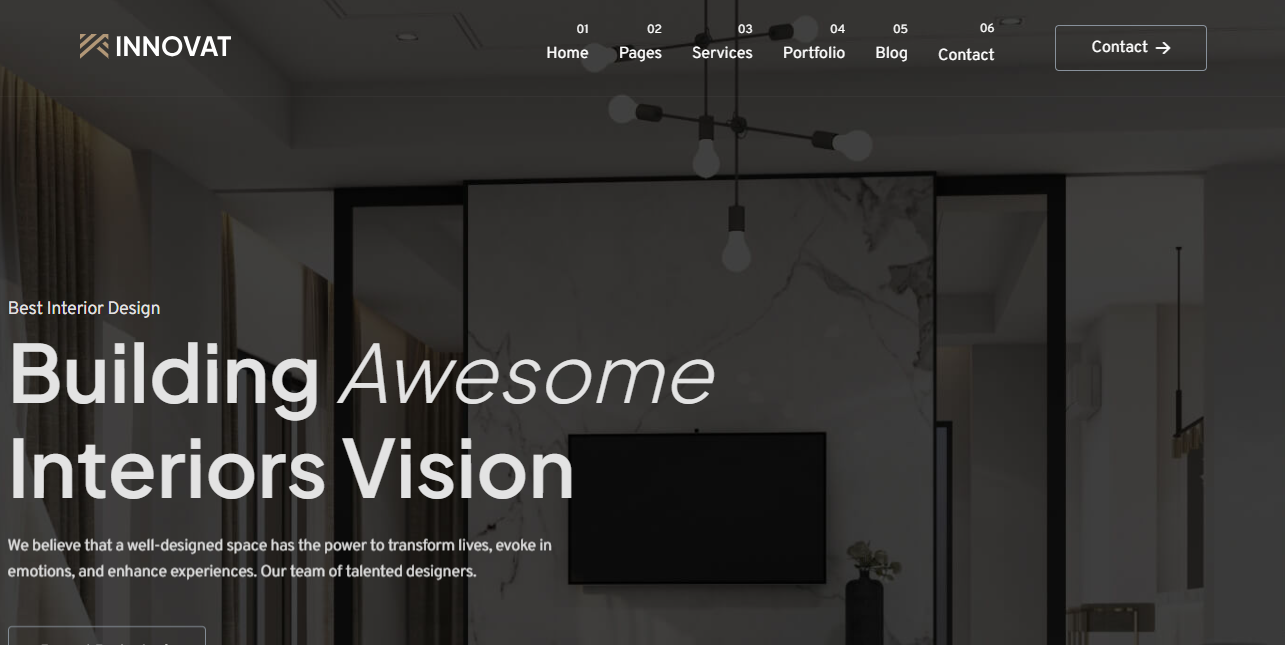 INNOVAT
01 02 03 04 05 06
Home Pages Services Portfolio Blog Contact
Contact →
Best Interior Design
Building Awesome
Interiors Vision
We believe that a well-designed space has the power to transform lives, evoke in
emotions, and enhance experiences. Our team of talented designers.